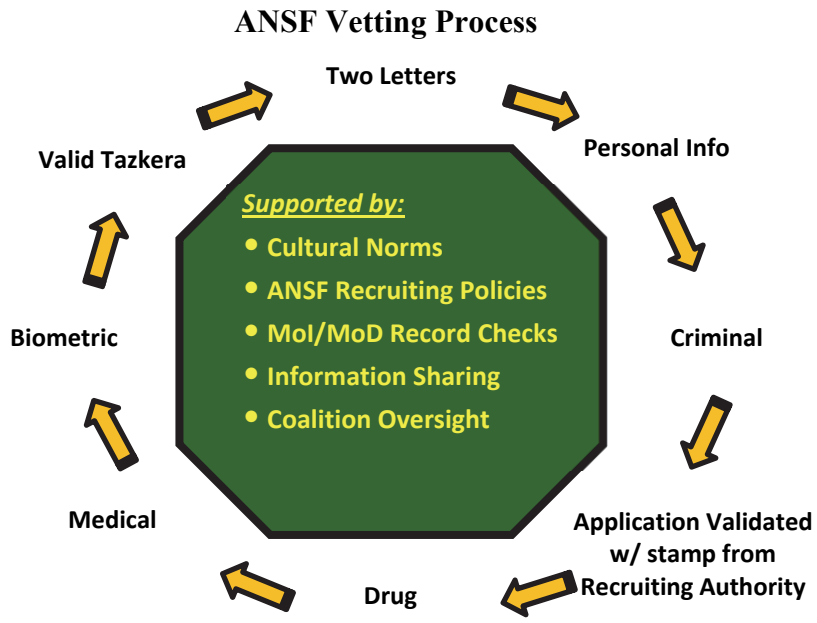 ANSF Vetting Process
Two Letters
Personal Info
Criminal
Application Validated
w/ stamp from
Recruiting Authority
Drug
Medical
Biometric
Valid Tazkera
Supported by:
• Cultural Norms
• ANSF Recruiting Policies
• MoI/MoD Record Checks
• Information Sharing
• Coalition Oversight